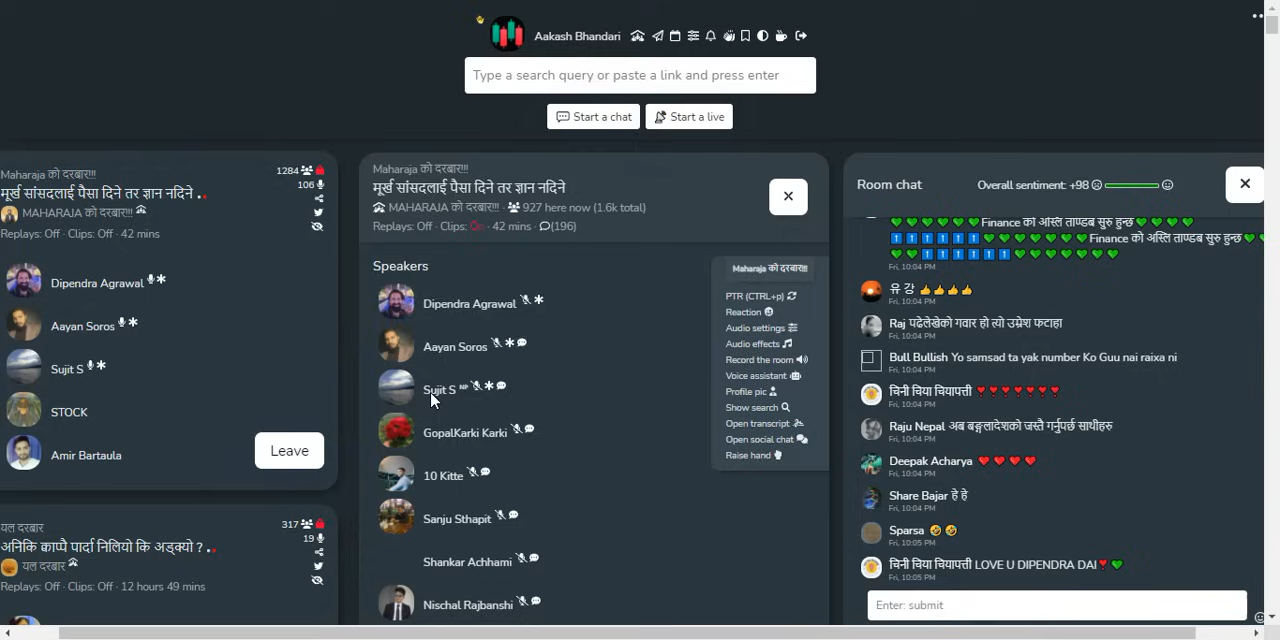 Aakash Bhandari
Type a search query or paste a link and press enter
Start a chat
Start a live
Maharaja को दरबार!!!
1284
मूर्ख सांसदलाई पैसा दिने तर ज्ञान नदिने ..
106
MAHARAJA को दरबार!!!
Replays: Off · Clips: Off · 42 mins
Dipendra Agrawal
Aayan Soros
Sujit S
STOCK
Amir Bartaula
Leave
यल दरबार
317
अनिकि क्वाप्पै पार्दा निलियो कि अड्क्यो ? ..
19
यल दरबार
Replays: Off · Clips: Off · 12 hours 49 mins
Maharaja को दरबार!!!
मूर्ख सांसदलाई पैसा दिने तर ज्ञान नदिने
MAHARAJA को दरबार!!! · 927 here now (1.6k total)
Replays: Off · Clips: On · 42 mins · (196)
Speakers
Dipendra Agrawal
Aayan Soros
Sujit S NP
GopalKarki Karki
10 Kitte
Sanju Sthapit
Shankar Achhami
Nischal Rajbanshi
Maharaja को दरबार!!!
PTR (CTRL+p)
Reaction
Audio settings
Audio effects
Record the room
Voice assistant
Profile pic
Show search
Open transcript
Open social chat
Raise hand
Room chat
Overall sentiment: +98
💚💚💚💚💚💚💚Finance को अस्लि ताण्डब सुरु हुन्छ💚💚💚💚
⬆️⬆️⬆️⬆️⬆️⬆️💚💚💚💚💚💚💚Finance को अस्लि ताण्डब सुरु हुन्छ💚💚
💚💚⬆️⬆️⬆️⬆️⬆️⬆️💚💚💚💚💚💚💚
Fri, 10:04 PM
유 강 👍👍👍👍
Fri, 10:04 PM
Raj पढेलेखेको गवार हो त्यो उम्रेश फटाहा
Fri, 10:04 PM
Bull Bullish Yo samsad ta yak number Ko Guu nai raixa ni
Fri, 10:04 PM
चिनी चिया चियापत्ती ❣️❣️❣️❣️❣️❣️❣️
Fri, 10:04 PM
Raju Nepal अब बङ्गलादेशको जस्तै गर्नुपर्छ साथीहरु
Fri, 10:04 PM
Deepak Acharya ❤️❤️❤️❤️
Fri, 10:04 PM
Share Bajar हे हे
Fri, 10:04 PM
Sparsa 🤣🤣
Fri, 10:05 PM
चिनी चिया चियापत्ती LOVE U DIPENDRA DAI❣️💚
Fri, 10:05 PM
Enter: submit